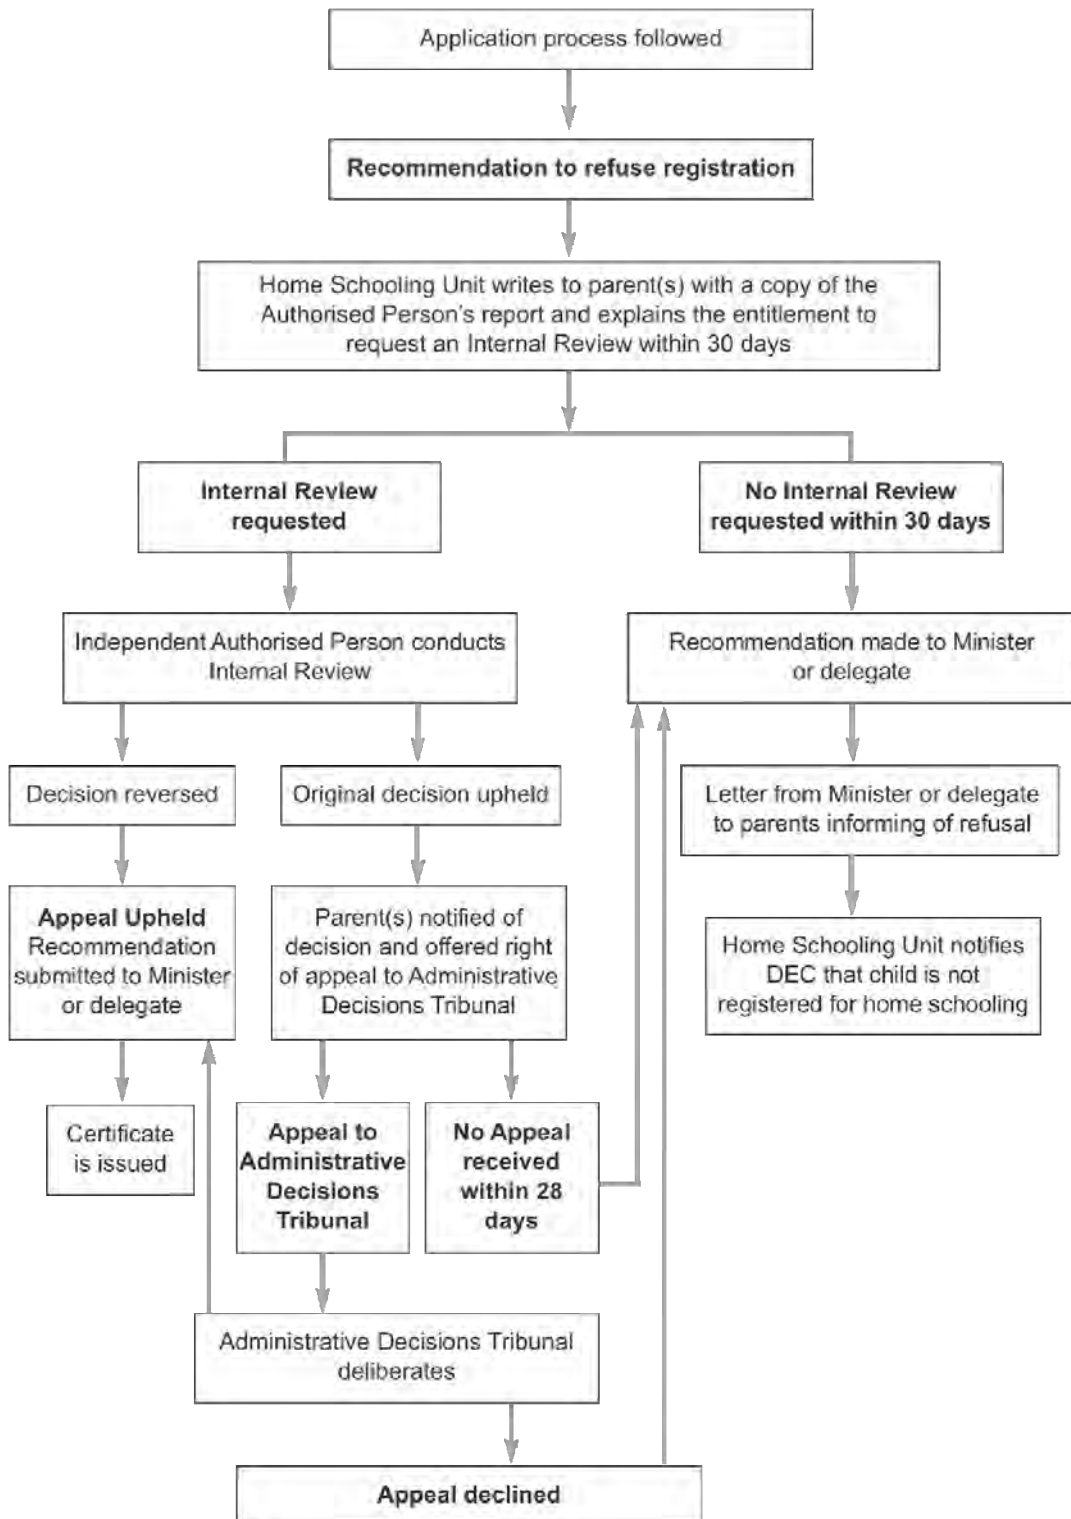 Application process followed
Recommendation to refuse registration
Home Schooling Unit writes to parent(s) with a copy of the
Authorised Person's report and explains the entitlement to
request an Internal Review within 30 days
Internal Review
requested
No Internal Review
requested within 30 days
Independent Authorised Person conducts
Internal Review
Recommendation made to Minister
or delegate
Decision reversed
Original decision upheld
Letter from Minister or delegate
to parents informing of refusal
Appeal Upheld
Recommendation
submitted to Minister
or delegate
Parent(s) notified of
decision and offered right
of appeal to Administrative
Decisions Tribunal
Home Schooling Unit notifies
DEC that child is not
registered for home schooling
Certificate
is issued
Appeal to
Administrative
Decisions
Tribunal
No Appeal
received
within 28
days
Administrative Decisions Tribunal
deliberates
Appeal declined